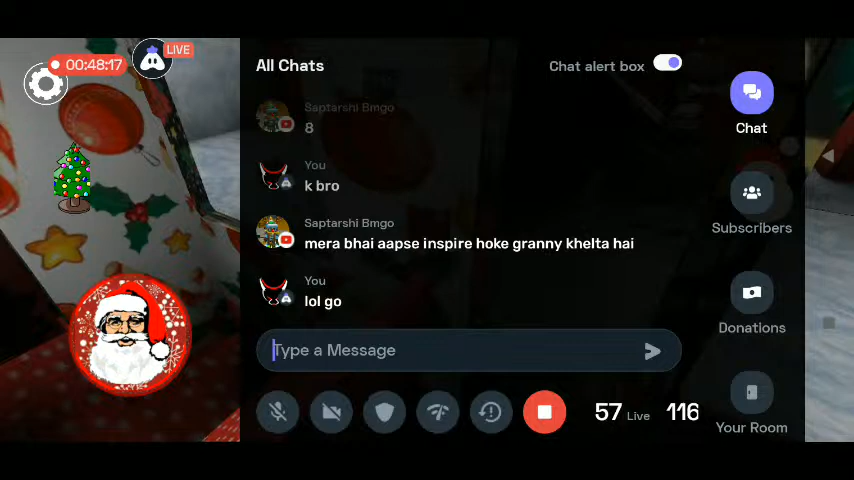 00:48:17
LIVE
All Chats
Chat alert box
Saptarshi Bmgo
8
You
k bro
Saptarshi Bmgo
mera bhai aapse inspire hoke granny khelta hai
You
lol go
Type a Message
57 Live 116
Chat
Subscribers
Donations
Your Room